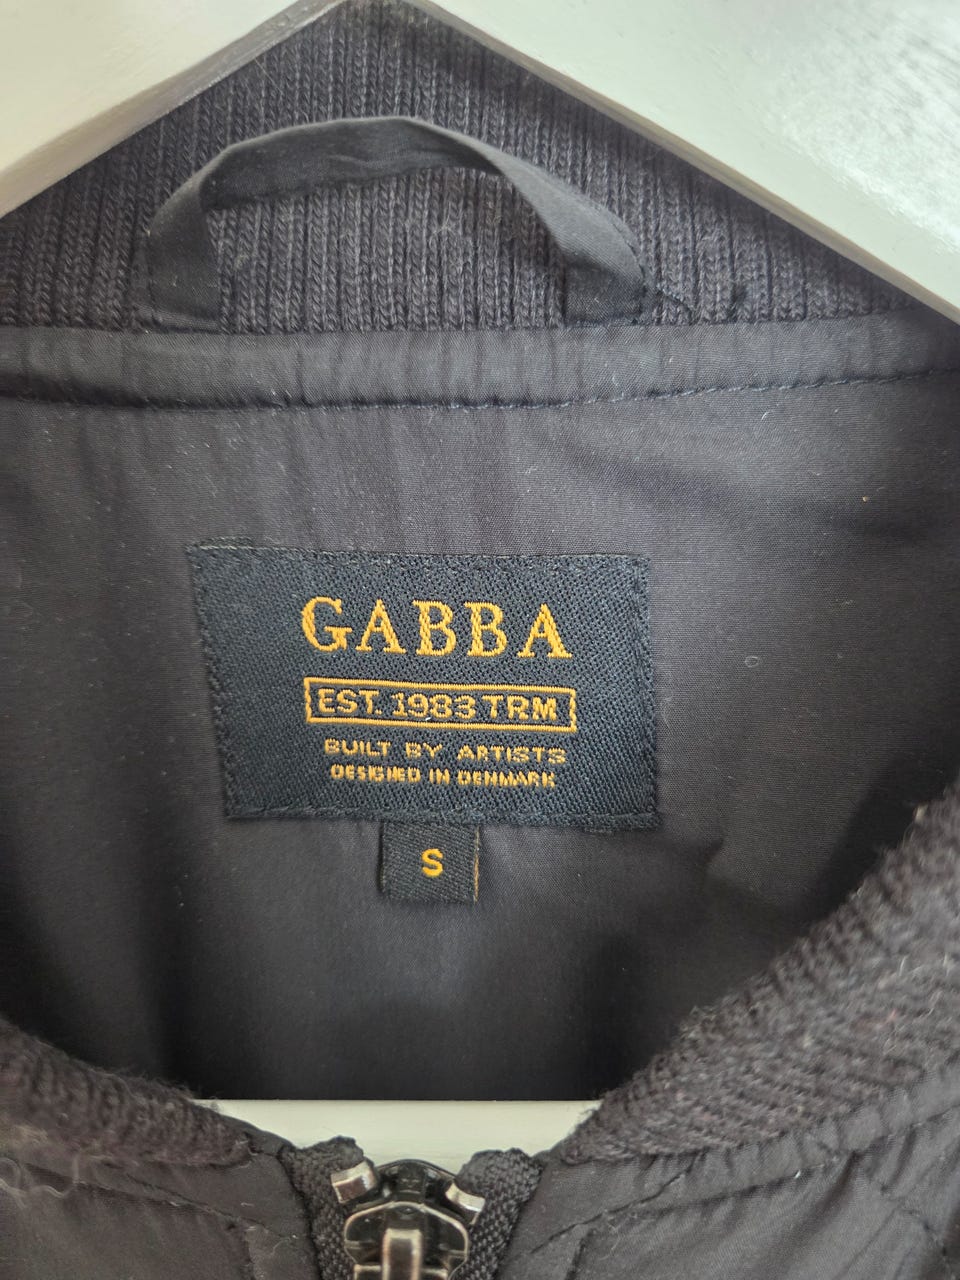 GABBA
EST. 1983 TRM
BUILT BY ARTISTS
DESIGNED IN DENMARK
S